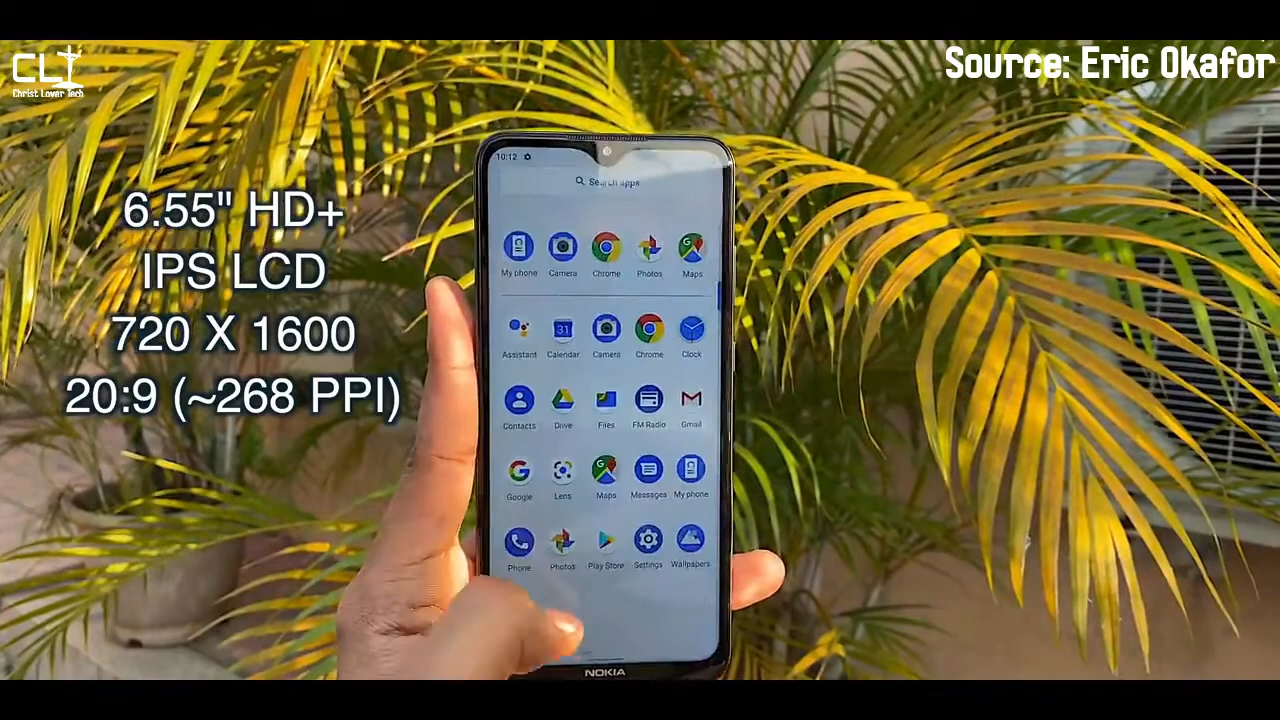 CLT
Christ Lover Tech
Source: Eric Okafor
6.55" HD+
IPS LCD
720 X 1600
20:9 (~268 PPI)
10:12
Search apps
My phone Camera Chrome Photos Maps
Assistant Calendar Camera Chrome Clock
31
Contacts Drive Files FM Radio Gmail
Google Lens Maps Messages My phone
Phone Photos Play Store Settings Wallpapers
NOKIA